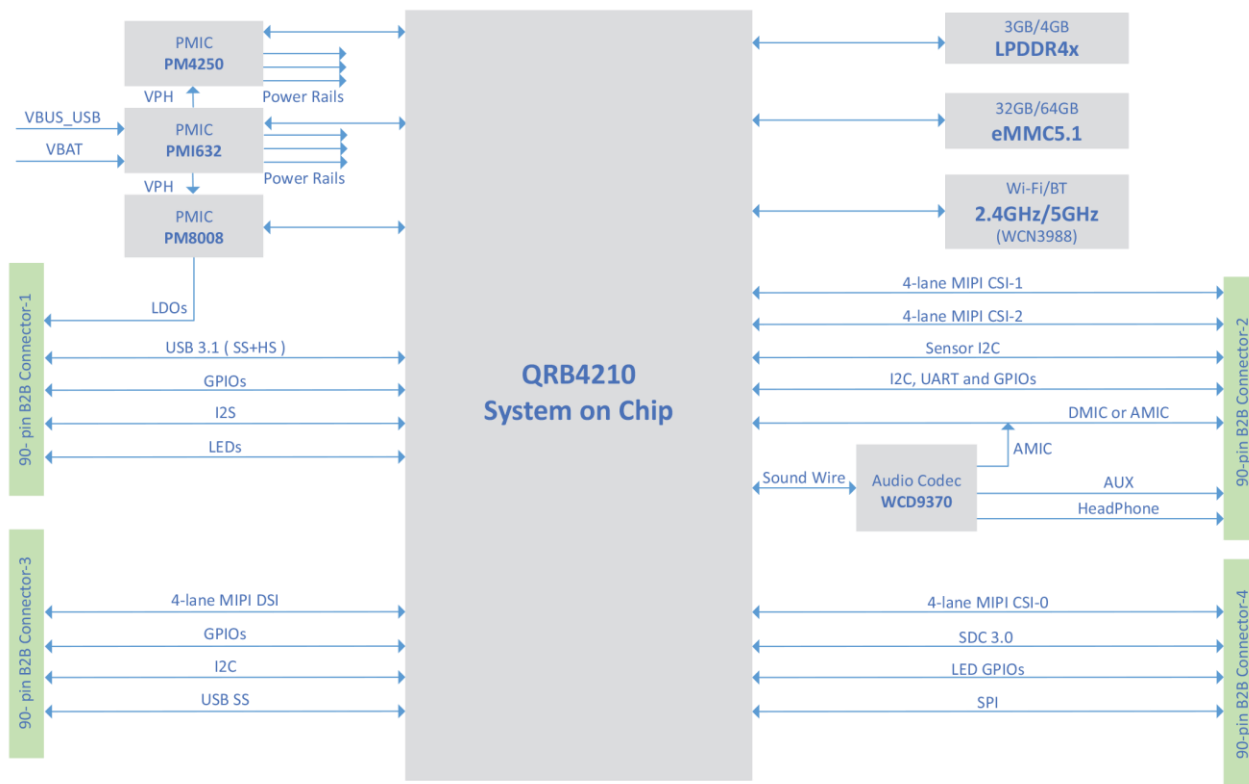 PMIC
PM4250
Power Rails
VPH
VBUS_USB
VBAT
PMIC
PMI632
Power Rails
VPH
PMIC
PM8008
90- pin B2B Connector-1
LDOs
USB 3.1 ( SS+HS )
GPIOs
I2S
LEDs
90- pin B2B Connector-3
4-lane MIPI DSI
GPIOs
I2C
USB SS
QRB4210
System on Chip
3GB/4GB
LPDDR4x
32GB/64GB
eMMC5.1
Wi-Fi/BT
2.4GHz/5GHz
(WCN3988)
4-lane MIPI CSI-1
4-lane MIPI CSI-2
Sensor I2C
I2C, UART and GPIOs
DMIC or AMIC
AMIC
Sound Wire
Audio Codec
WCD9370
AUX
HeadPhone
90-pin B2B Connector-2
4-lane MIPI CSI-0
SDC 3.0
LED GPIOs
SPI
90-pin B2B Connector-4